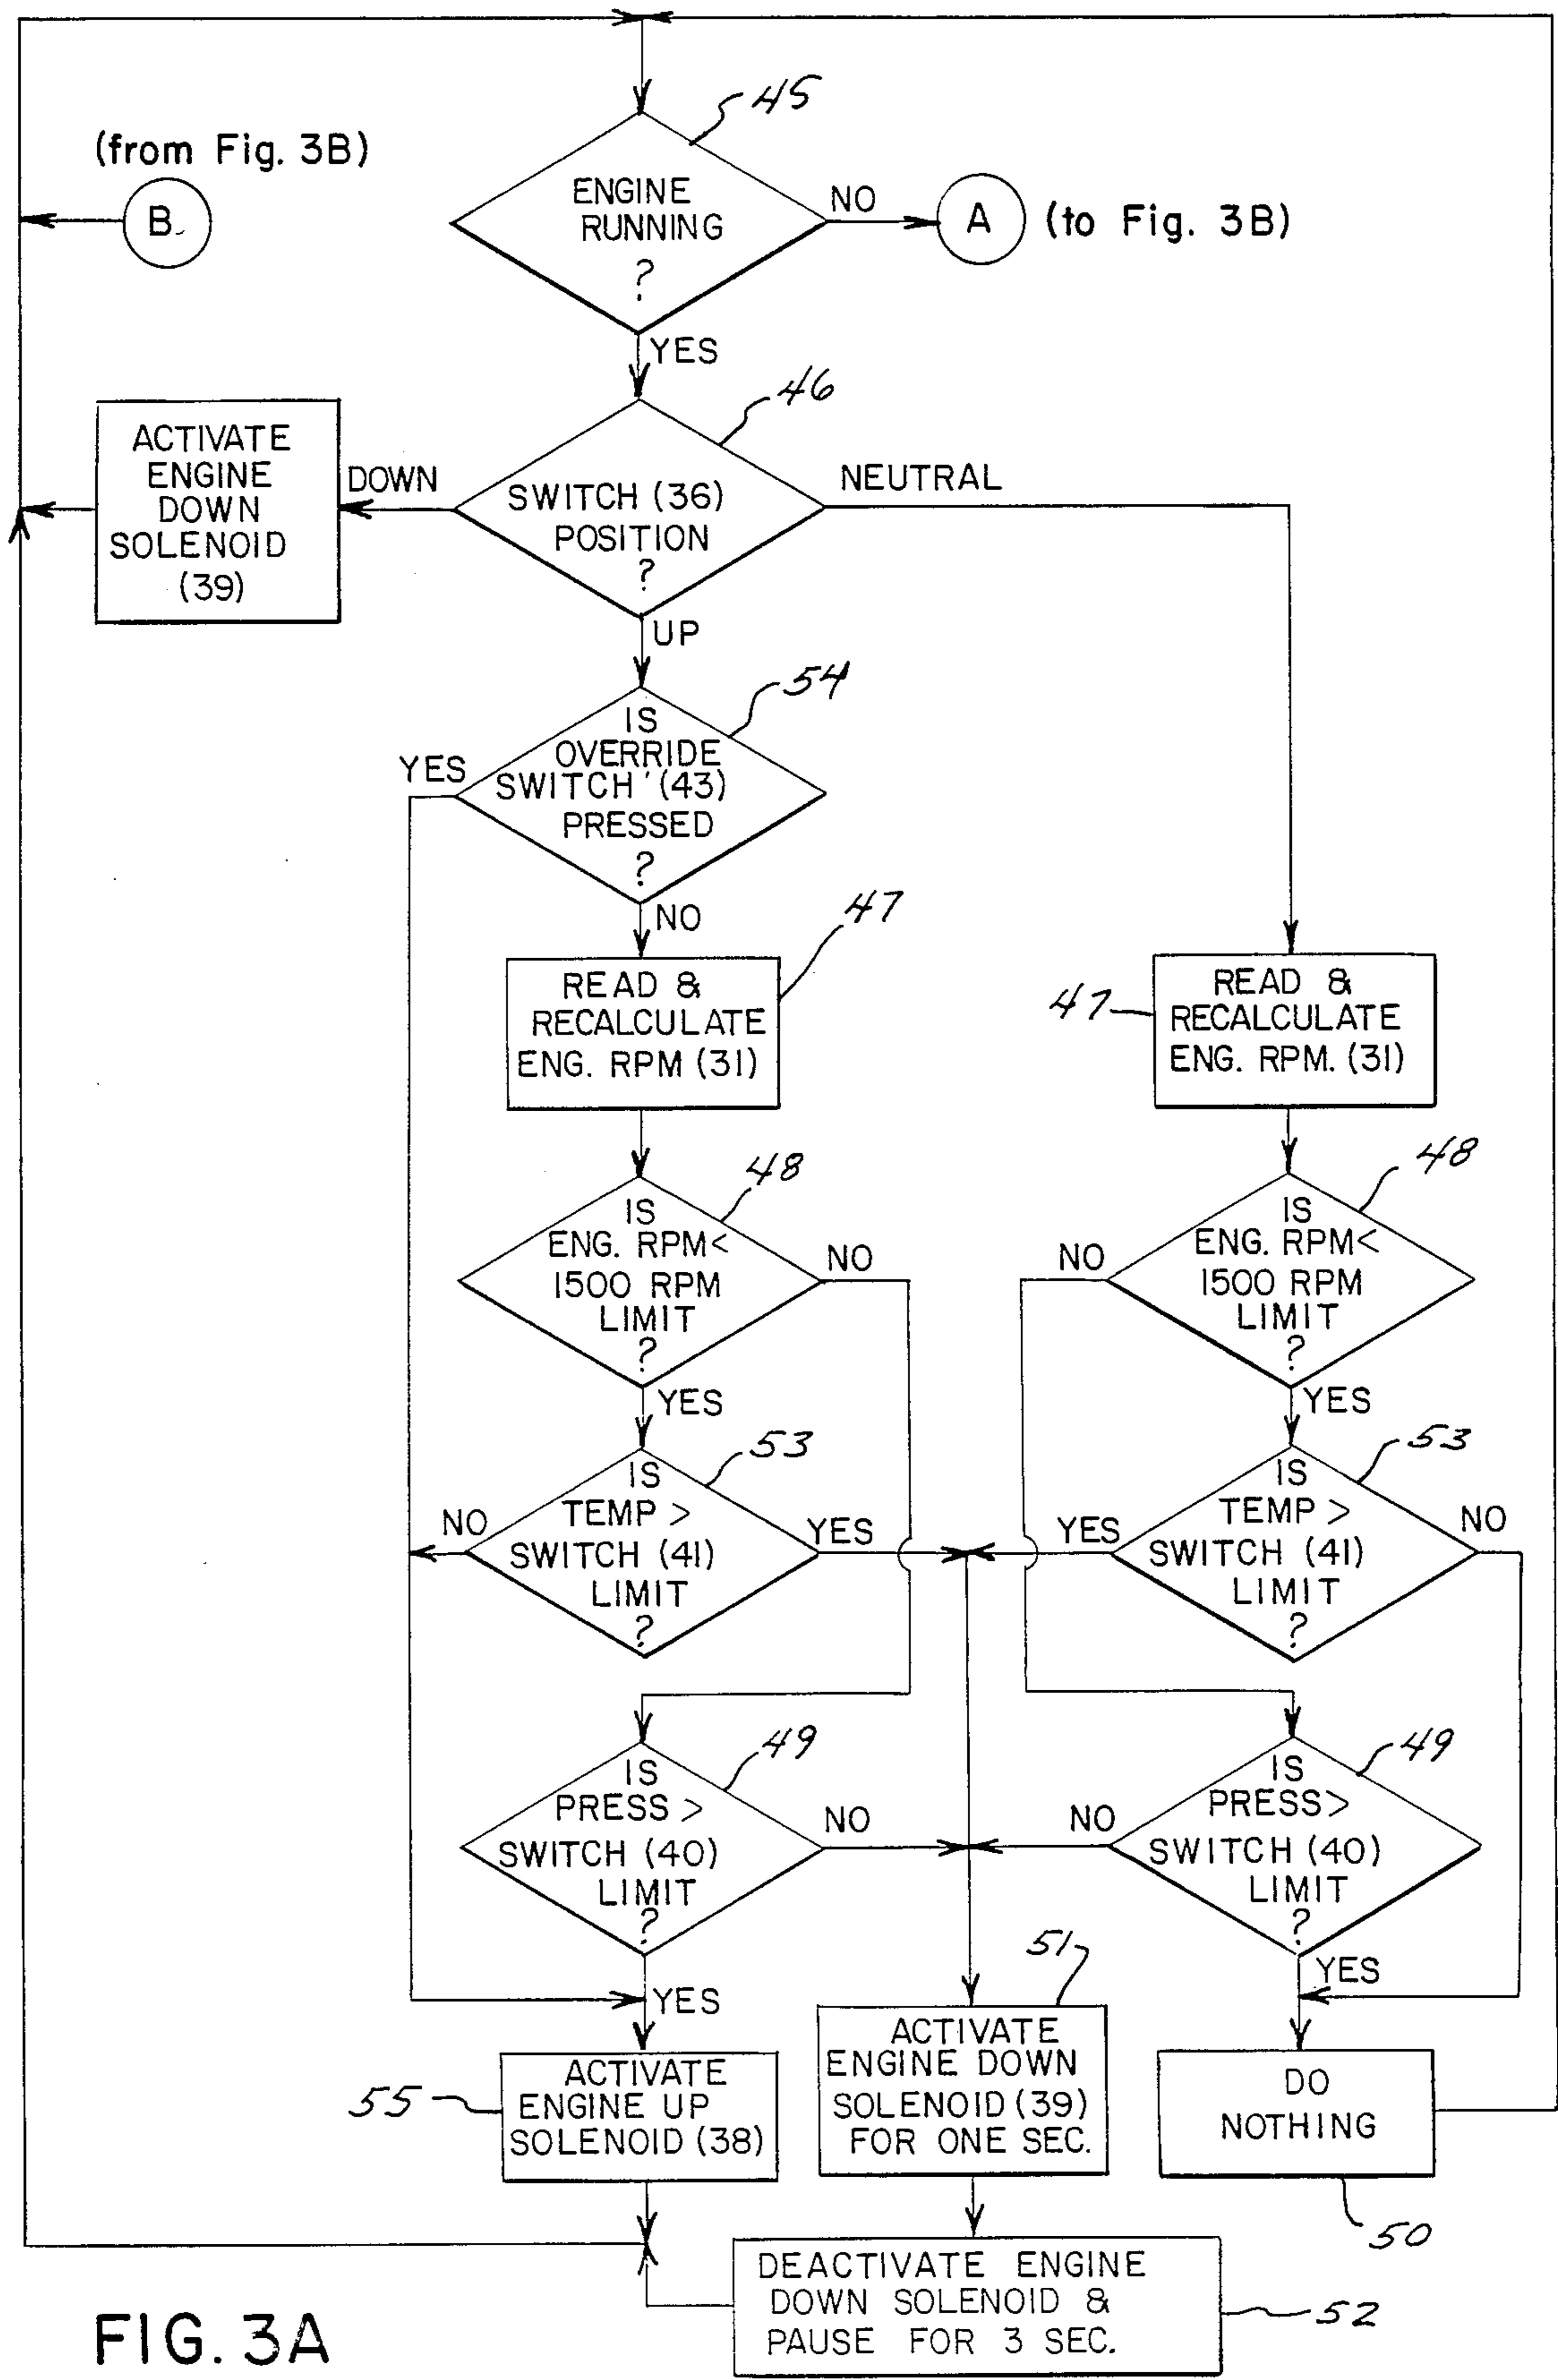 45
(from Fig. 3B)
B
ENGINE
RUNNING
?
NO
A
(to Fig. 3B)
YES
46
ACTIVATE
ENGINE
DOWN
SOLENOID
(39)
DOWN
SWITCH (36)
POSITION
?
NEUTRAL
UP
54
YES
IS
OVERRIDE
SWITCH (43)
PRESSED
?
NO
47
READ &
RECALCULATE
ENG. RPM (31)
47
READ &
RECALCULATE
ENG. RPM. (31)
48
IS
ENG. RPM<
1500 RPM
LIMIT
?
NO
YES
48
NO
IS
ENG. RPM<
1500 RPM
LIMIT
?
YES
53
NO
IS
TEMP >
SWITCH (41)
LIMIT
?
YES
53
YES
IS
TEMP >
SWITCH (41)
LIMIT
?
NO
49
IS
PRESS >
SWITCH (40)
LIMIT
?
NO
YES
49
NO
IS
PRESS>
SWITCH (40)
LIMIT
?
YES
55
ACTIVATE
ENGINE UP
SOLENOID (38)
51
ACTIVATE
ENGINE DOWN
SOLENOID (39)
FOR ONE SEC.
DO
NOTHING
50
DEACTIVATE ENGINE
DOWN SOLENOID &
PAUSE FOR 3 SEC.
52
FIG. 3A